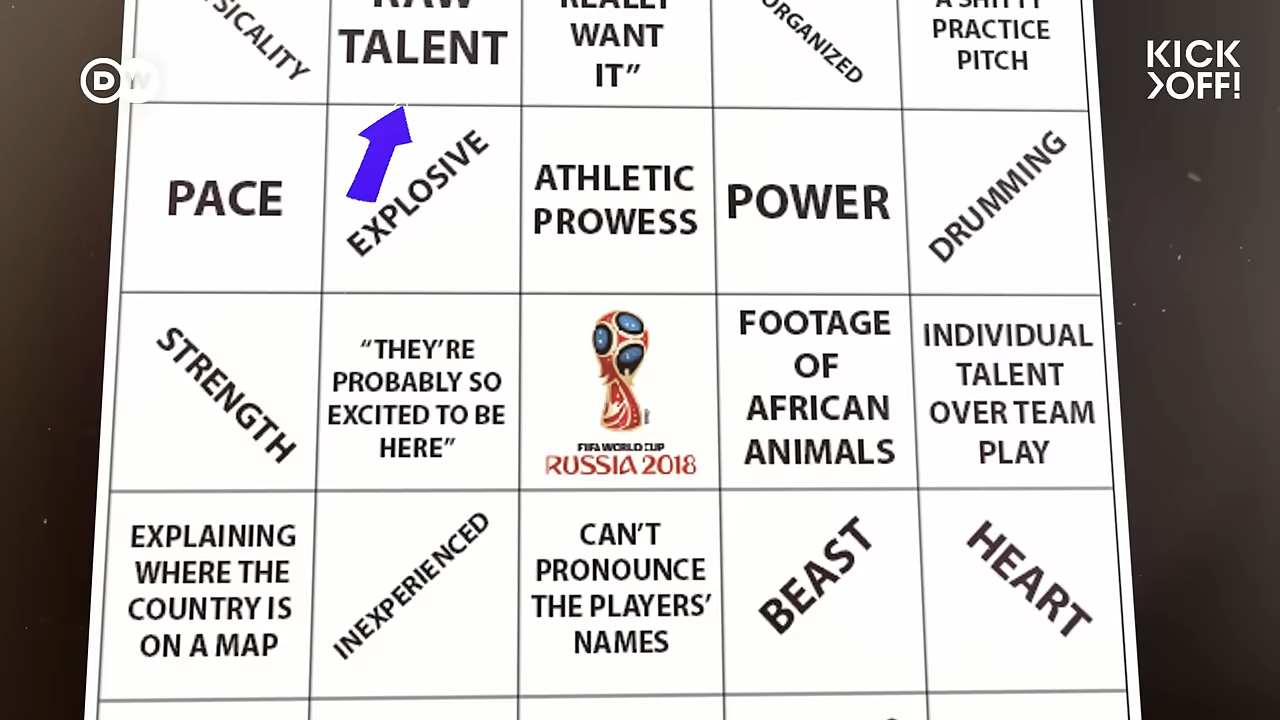 TALENT
WANT
IT”
PRACTICE
PITCH
DW
KICK
OFF!
PACE
EXPLOSIVE
ATHLETIC
PROWESS
POWER
DRUMMING
STRENGTH
“THEY’RE
PROBABLY SO
EXCITED TO BE
HERE”
FIFA WORLD CUP
RUSSIA 2018
FOOTAGE
OF
AFRICAN
ANIMALS
INDIVIDUAL
TALENT
OVER TEAM
PLAY
EXPLAINING
WHERE THE
COUNTRY IS
ON A MAP
INEXPERIENCED
CAN’T
PRONOUNCE
THE PLAYERS’
NAMES
BEAST
HEART